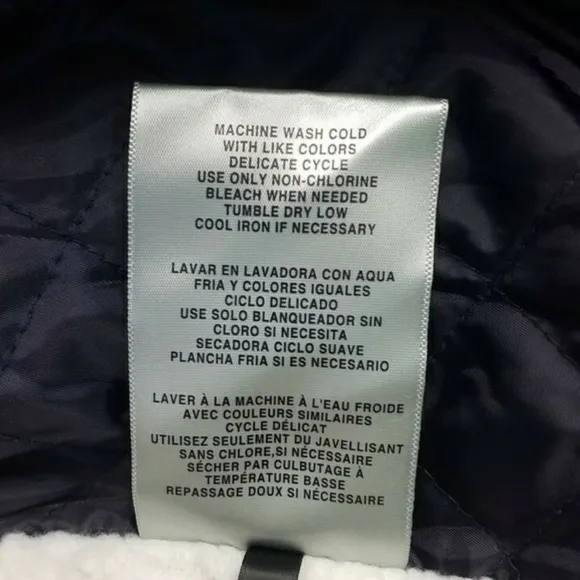 MACHINE WASH COLD
WITH LIKE COLORS
DELICATE CYCLE
USE ONLY NON-CHLORINE
BLEACH WHEN NEEDED
TUMBLE DRY LOW
COOL IRON IF NECESSARY
LAVAR EN LAVADORA CON AQUA
FRIA Y COLORES IGUALES
CICLO DELICADO
USE SOLO BLANQUEADOR SIN
CLORO SI NECESITA
SECADORA CICLO SUAVE
PLANCHA FRIA SI ES NECESARIO
LAVER À LA MACHINE À L'EAU FROIDE
AVEC COULEURS SIMILAIRES
CYCLE DÉLICAT
UTILISEZ SEULEMENT DU JAVELLISANT
SANS CHLORE,SI NÉCESSAIRE
SÉCHER PAR CULBUTAGE À
TEMPÉRATURE BASSE
REPASSAGE DOUX SI NÉCESSAIRE